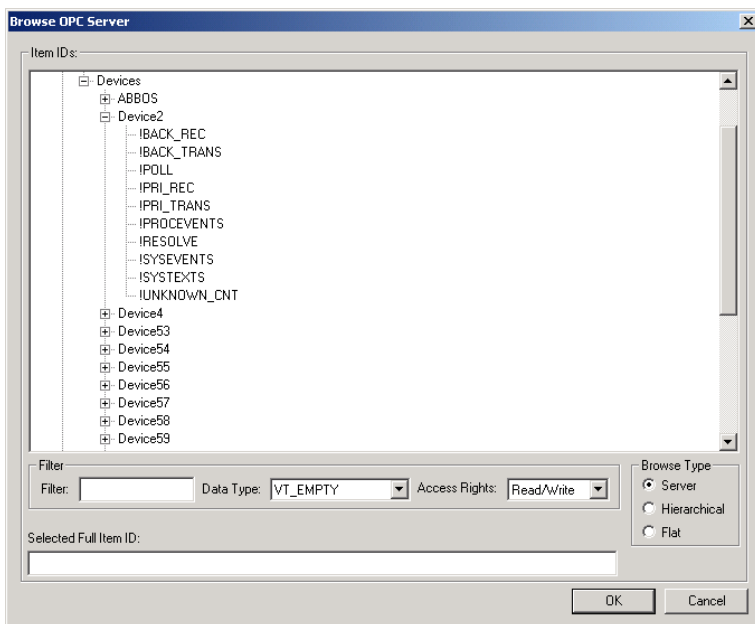 Browse OPC Server
Item IDs:
Devices
ABBOS
Device2
!BACK_REC
!BACK_TRANS
!POLL
!PRI_REC
!PRI_TRANS
!PROCEVENTS
!RESOLVE
!SYSEVENTS
!SYSTEXTS
!UNKNOWN_CNT
Device4
Device53
Device54
Device55
Device56
Device57
Device58
Device59
Filter
Filter: Data Type: VT_EMPTY Access Rights: Read/Write
Browse Type
Server
Hierarchical
Flat
Selected Full Item ID:
OK Cancel